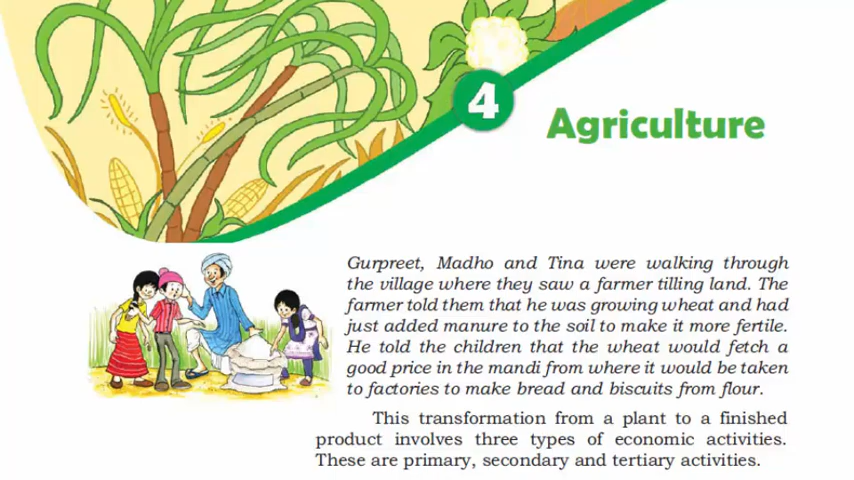 4
Agriculture
Gurpreet, Madho and Tina were walking through
the village where they saw a farmer tilling land. The
farmer told them that he was growing wheat and had
just added manure to the soil to make it more fertile.
He told the children that the wheat would fetch a
good price in the mandi from where it would be taken
to factories to make bread and biscuits from flour.
This transformation from a plant to a finished
product involves three types of economic activities.
These are primary, secondary and tertiary activities.